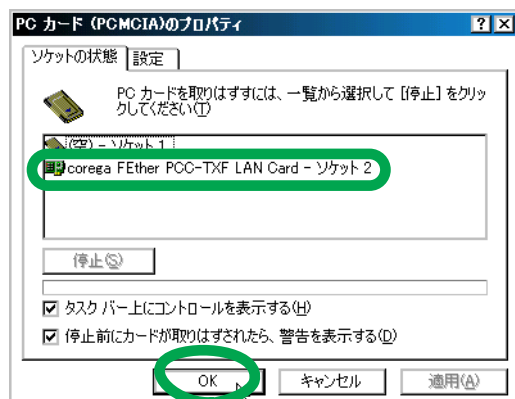 PC カード (PCMCIA)のプロパティ
ソケットの状態 設定
PC カードを取りはずすには、一覧から選択して [停止] をクリッ
クしてください(T)
(空) - ソケット 1
corega FEther PCC-TXF LAN Card - ソケット 2
停止(S)
タスク バー上にコントロールを表示する(H)
停止前にカードが取りはずされたら、警告を表示する(D)
OK キャンセル 適用(A)